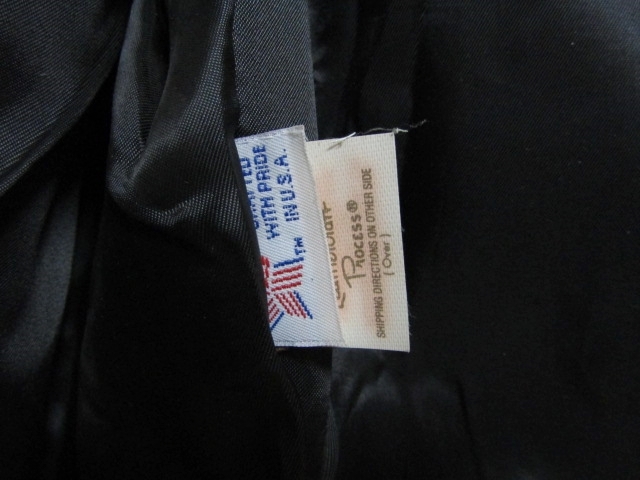 WITH PRIDE
IN U.S.A.
TM
PROCESS®
SHIPPING DIRECTIONS ON OTHER SIDE
(Over)